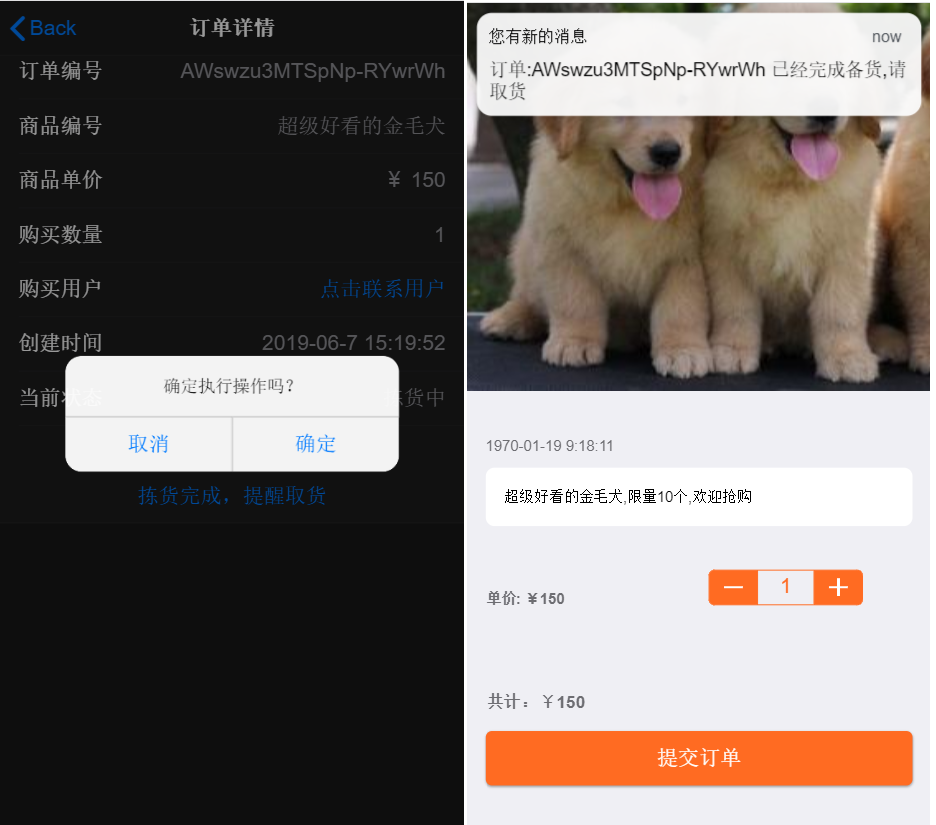 Back
订单详情
订单编号 AWswzu3MTSpNp-RYwrWh
商品编号 超级好看的金毛犬
商品单价 ¥ 150
购买数量 1
购买用户 点击联系用户
创建时间 2019-06-7 15:19:52
当前状态 拣货中
确定执行操作吗?
取消 确定
拣货完成，提醒取货
您有新的消息 now
订单:AWswzu3MTSpNp-RYwrWh 已经完成备货,请
取货
1970-01-19 9:18:11
超级好看的金毛犬,限量10个,欢迎抢购
单价: ¥150
1
共计：￥150
提交订单